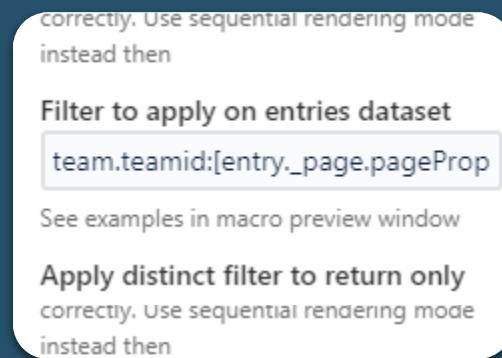 correctly. Use sequential rendering mode
instead then
Filter to apply on entries dataset
team.teamid:[entry._page.pageProp
See examples in macro preview window
Apply distinct filter to return only
correctly. Use sequential rendering mode
instead then